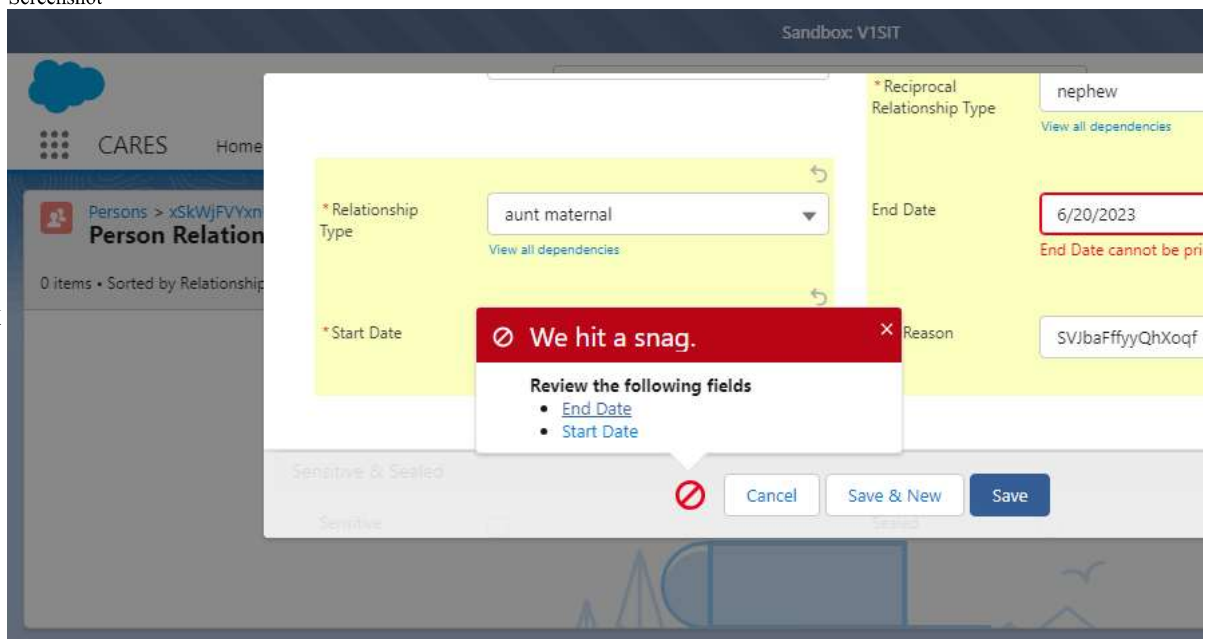 Screenshot
Sandbox: V1SIT
CARES Home
Persons > xSkWjFVYxn
Person Relation
0 items • Sorted by Relationship
* Reciprocal
Relationship Type
nephew
View all dependencies
* Relationship
Type
aunt maternal
View all dependencies
End Date
6/20/2023
End Date cannot be pri
* Start Date
Reason
SVJbaFffyyQhXoqf
We hit a snag.
Review the following fields
• End Date
• Start Date
Sensitive & Sealed
Cancel
Save & New
Save
Sensitive
Sealed